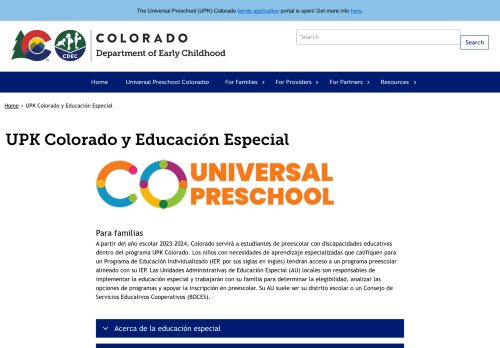 The Universal Preschool (UPK) Colorado family application portal is open! Get more info here.
COLORADO
Department of Early Childhood
CDEC
Search
Search
Home
Universal Preschool Colorado
For Families
For Providers
For Partners
Resources
Home › UPK Colorado y Educación Especial
UPK Colorado y Educación Especial
CO UNIVERSAL
PRESCHOOL
Para familias
A partir del año escolar 2023-2024, Colorado servirá a estudiantes de preescolar con discapacidades educativas
dentro del programa UPK Colorado. Los niños con necesidades de aprendizaje especializadas que califiquen para
un Programa de Educación Individualizado (IEP, por sus siglas en inglés) tendrán acceso a un programa preescolar
alineado con su IEP. Las Unidades Administrativas de Educación Especial (AU) locales son responsables de
implementar la educación especial y trabajarán con su familia para determinar la elegibilidad, analizar las
opciones de programas y apoyar la inscripción en preescolar. Su AU suele ser su distrito escolar o un Consejo de
Servicios Educativos Cooperativos (BOCES).
Acerca de la educación especial